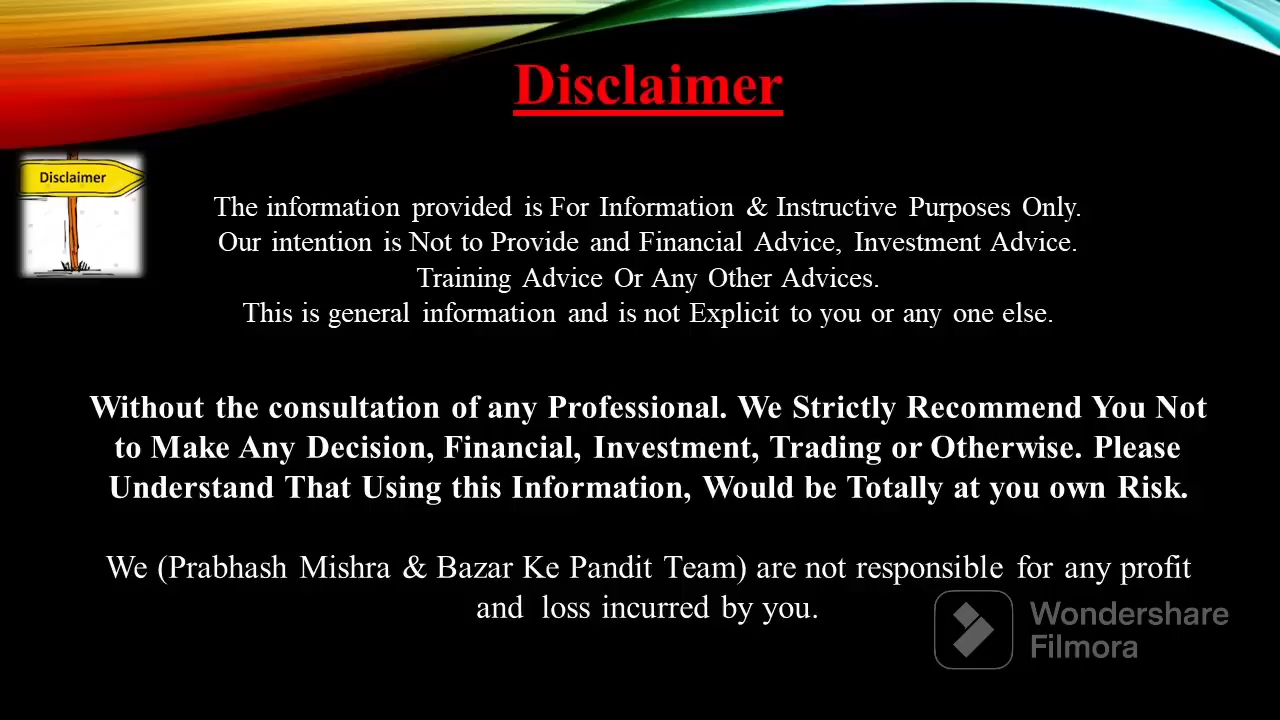 Disclaimer
Disclaimer
The information provided is For Information & Instructive Purposes Only.
Our intention is Not to Provide and Financial Advice, Investment Advice.
Training Advice Or Any Other Advices.
This is general information and is not Explicit to you or any one else.
Without the consultation of any Professional. We Strictly Recommend You Not
to Make Any Decision, Financial, Investment, Trading or Otherwise. Please
Understand That Using this Information, Would be Totally at you own Risk.
We (Prabhash Mishra & Bazar Ke Pandit Team) are not responsible for any profit
and loss incurred by you.
Wondershare
Filmora